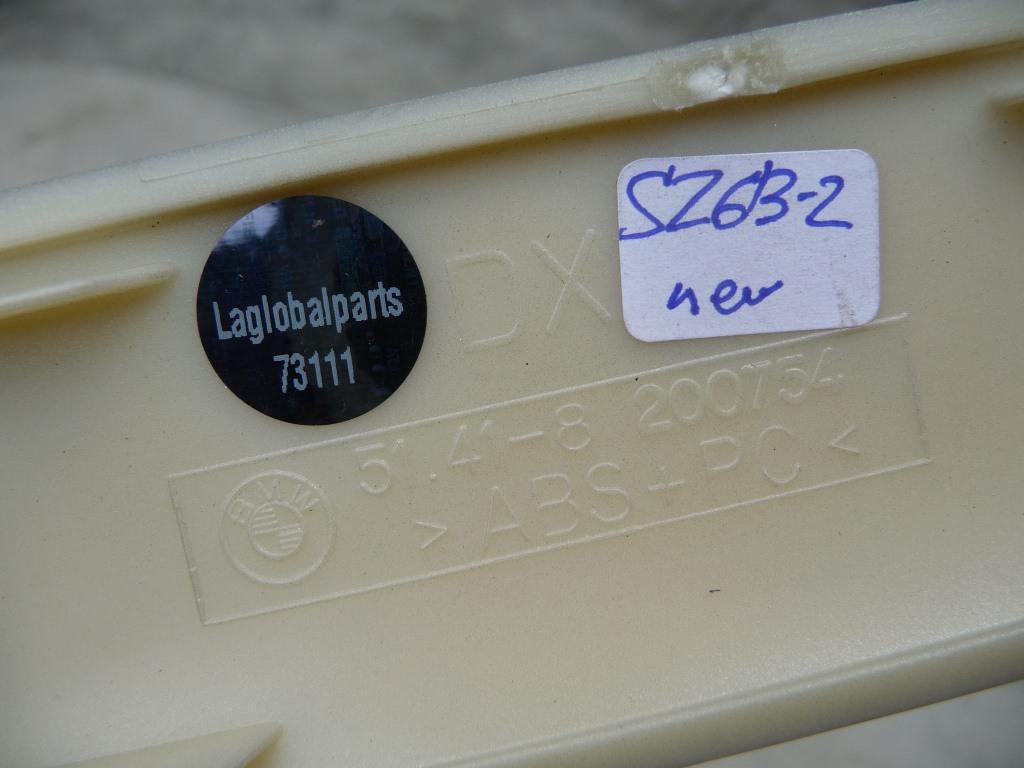 Laglobalparts
73111
DX
SZ6B-2
new
51.41-8 200754
BMW
>ABS+PC<